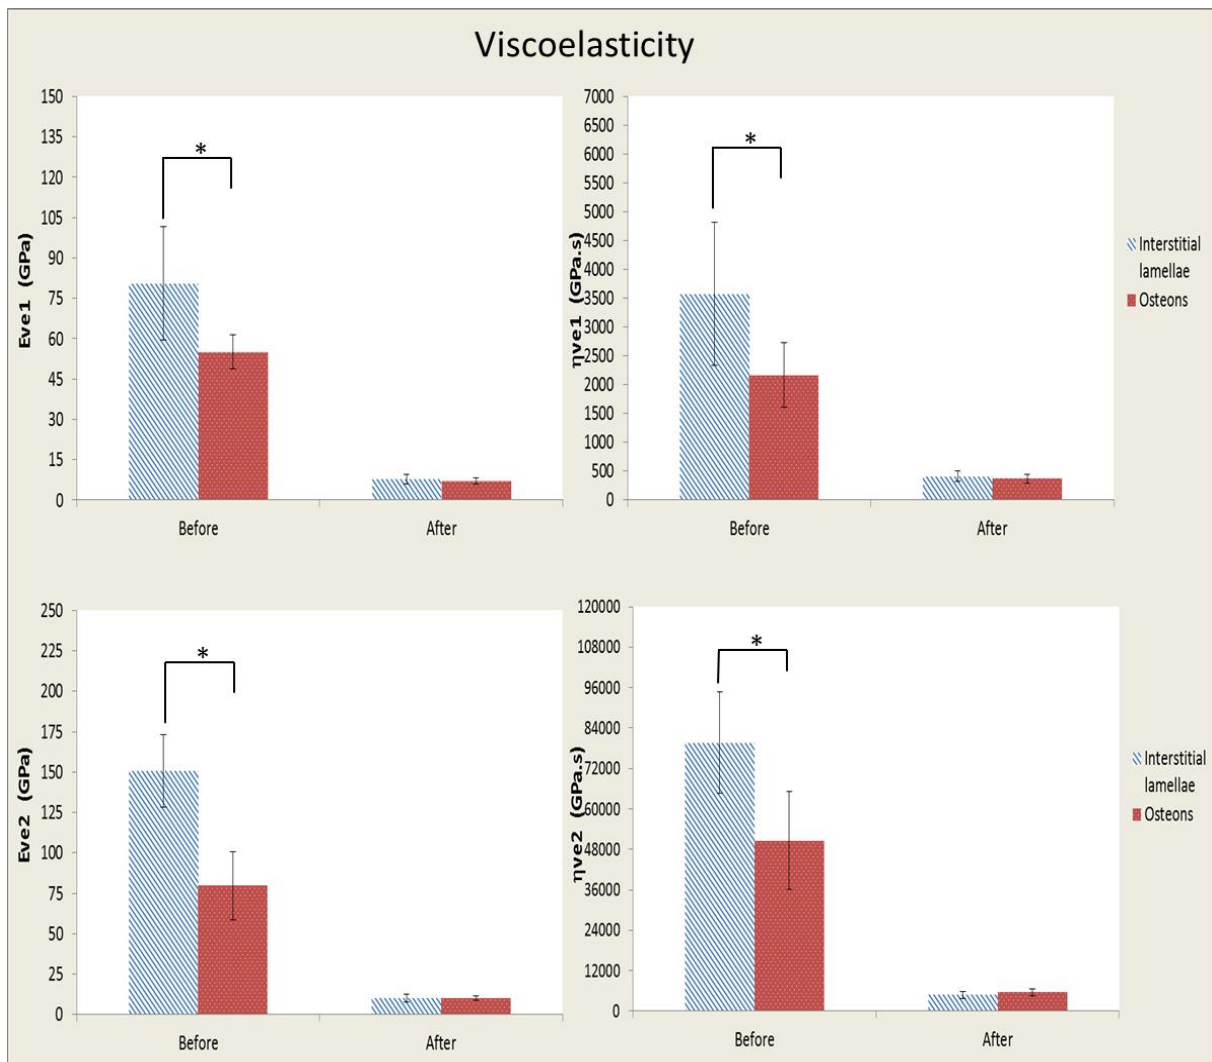 Viscoelasticity
150
135
120
105
90
75
60
45
30
15
0
Eve1 (GPa)
*
Before
After
7000
6500
6000
5500
5000
4500
4000
3500
3000
2500
2000
1500
1000
500
0
ηve1 (GPa.s)
*
Before
After
Interstitial
lamellae
Osteons
250
225
200
175
150
125
100
75
50
25
0
Eve2 (GPa)
*
Before
After
120000
108000
96000
84000
72000
60000
48000
36000
24000
12000
0
ηve2 (GPa.s)
*
Before
After
Interstitial
lamellae
Osteons